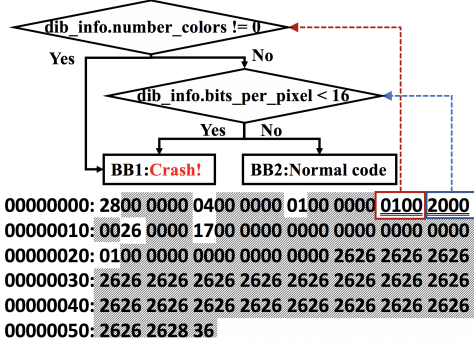 dib_info.number_colors != 0
Yes
No
dib_info.bits_per_pixel < 16
Yes
No
BB1:Crash!
BB2:Normal code
00000000: 2800 0000 0400 0000 0100 0000 0100 2000
00000010: 0026 0000 1700 0000 0000 0000 0000 0000
00000020: 0100 0000 0000 0000 0000 2626 2626 2626
00000030: 2626 2626 2626 2626 2626 2626 2626 2626
00000040: 2626 2626 2626 2626 2626 2626 2626 2626
00000050: 2626 2628 36